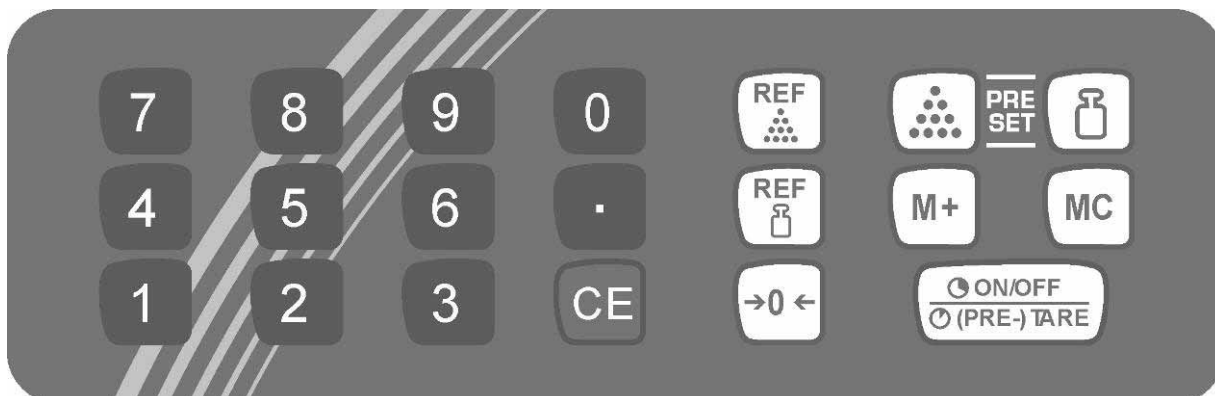 7 8 9 0 REF PRE SET
4 5 6 . REF M+ MC
1 2 3 CE →0← ON/OFF
(PRE-) TARE